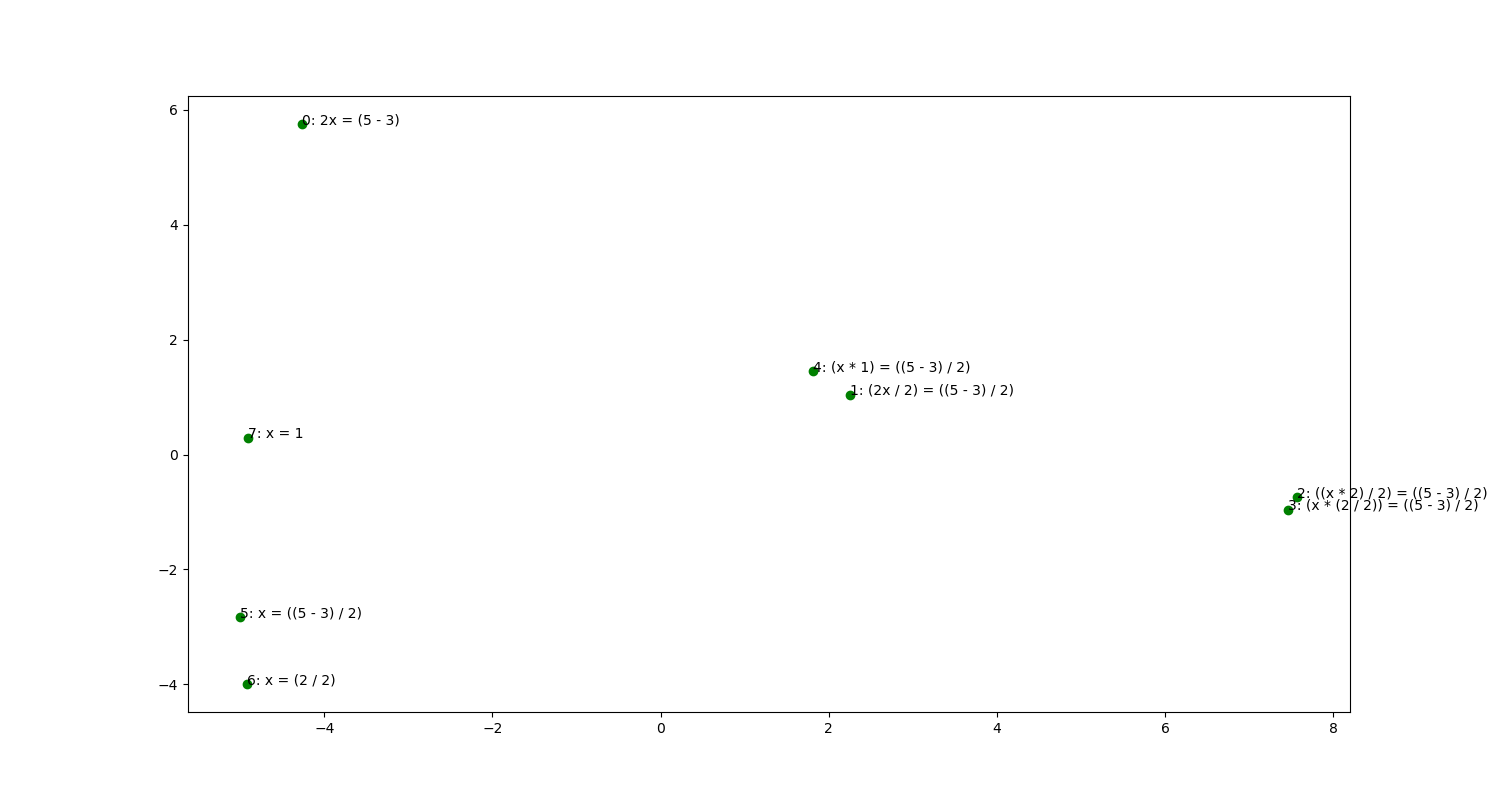 6
0: 2x = (5 - 3)
4
2
4: (x * 1) = ((5 - 3) / 2)
1: (2x / 2) = ((5 - 3) / 2)
7: x = 1
0
2: ((x * 2) / 2) = ((5 - 3) / 2)
3: (x * (2 / 2)) = ((5 - 3) / 2)
−2
5: x = ((5 - 3) / 2)
6: x = (2 / 2)
−4
−4 −2 0 2 4 6 8